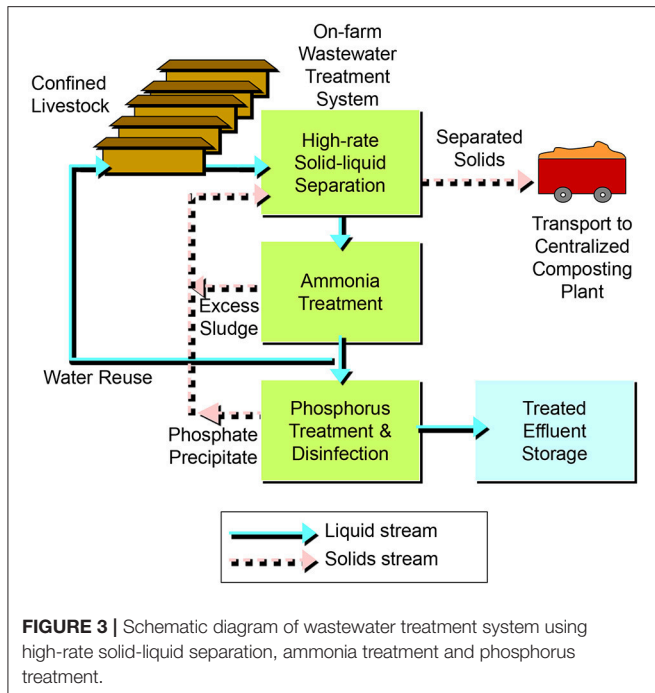 On-farm
Wastewater
Treatment
System
Confined
Livestock
High-rate
Solid-liquid
Separation
Separated
Solids
Transport to
Centralized
Composting
Plant
Ammonia
Treatment
Excess
Sludge
Water Reuse
Phosphorus
Treatment &
Disinfection
Phosphate
Precipitate
Treated
Effluent
Storage
Liquid stream
Solids stream
FIGURE 3 | Schematic diagram of wastewater treatment system using
high-rate solid-liquid separation, ammonia treatment and phosphorus
treatment.